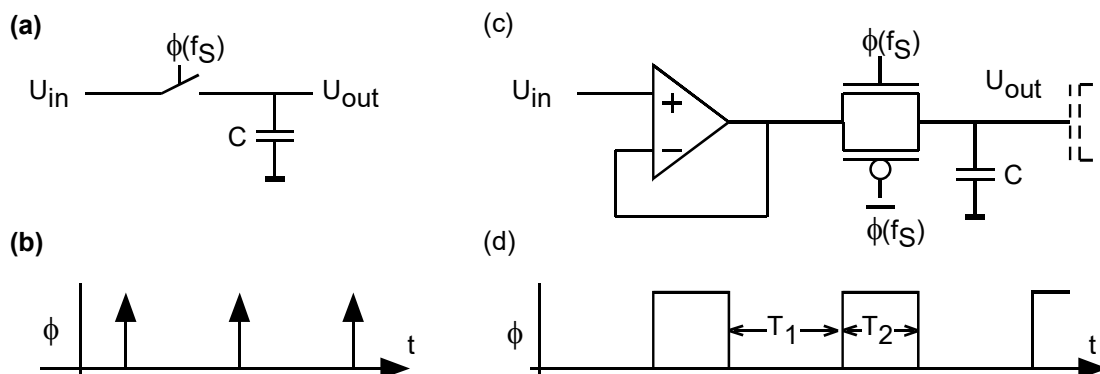 (a)
ϕ(fS)
Uin
Uout
C
(b)
ϕ
t
(c)
ϕ(fS)
Uin
Uout
+
−
C
ϕ(fS)
(d)
ϕ
T1
T2
t